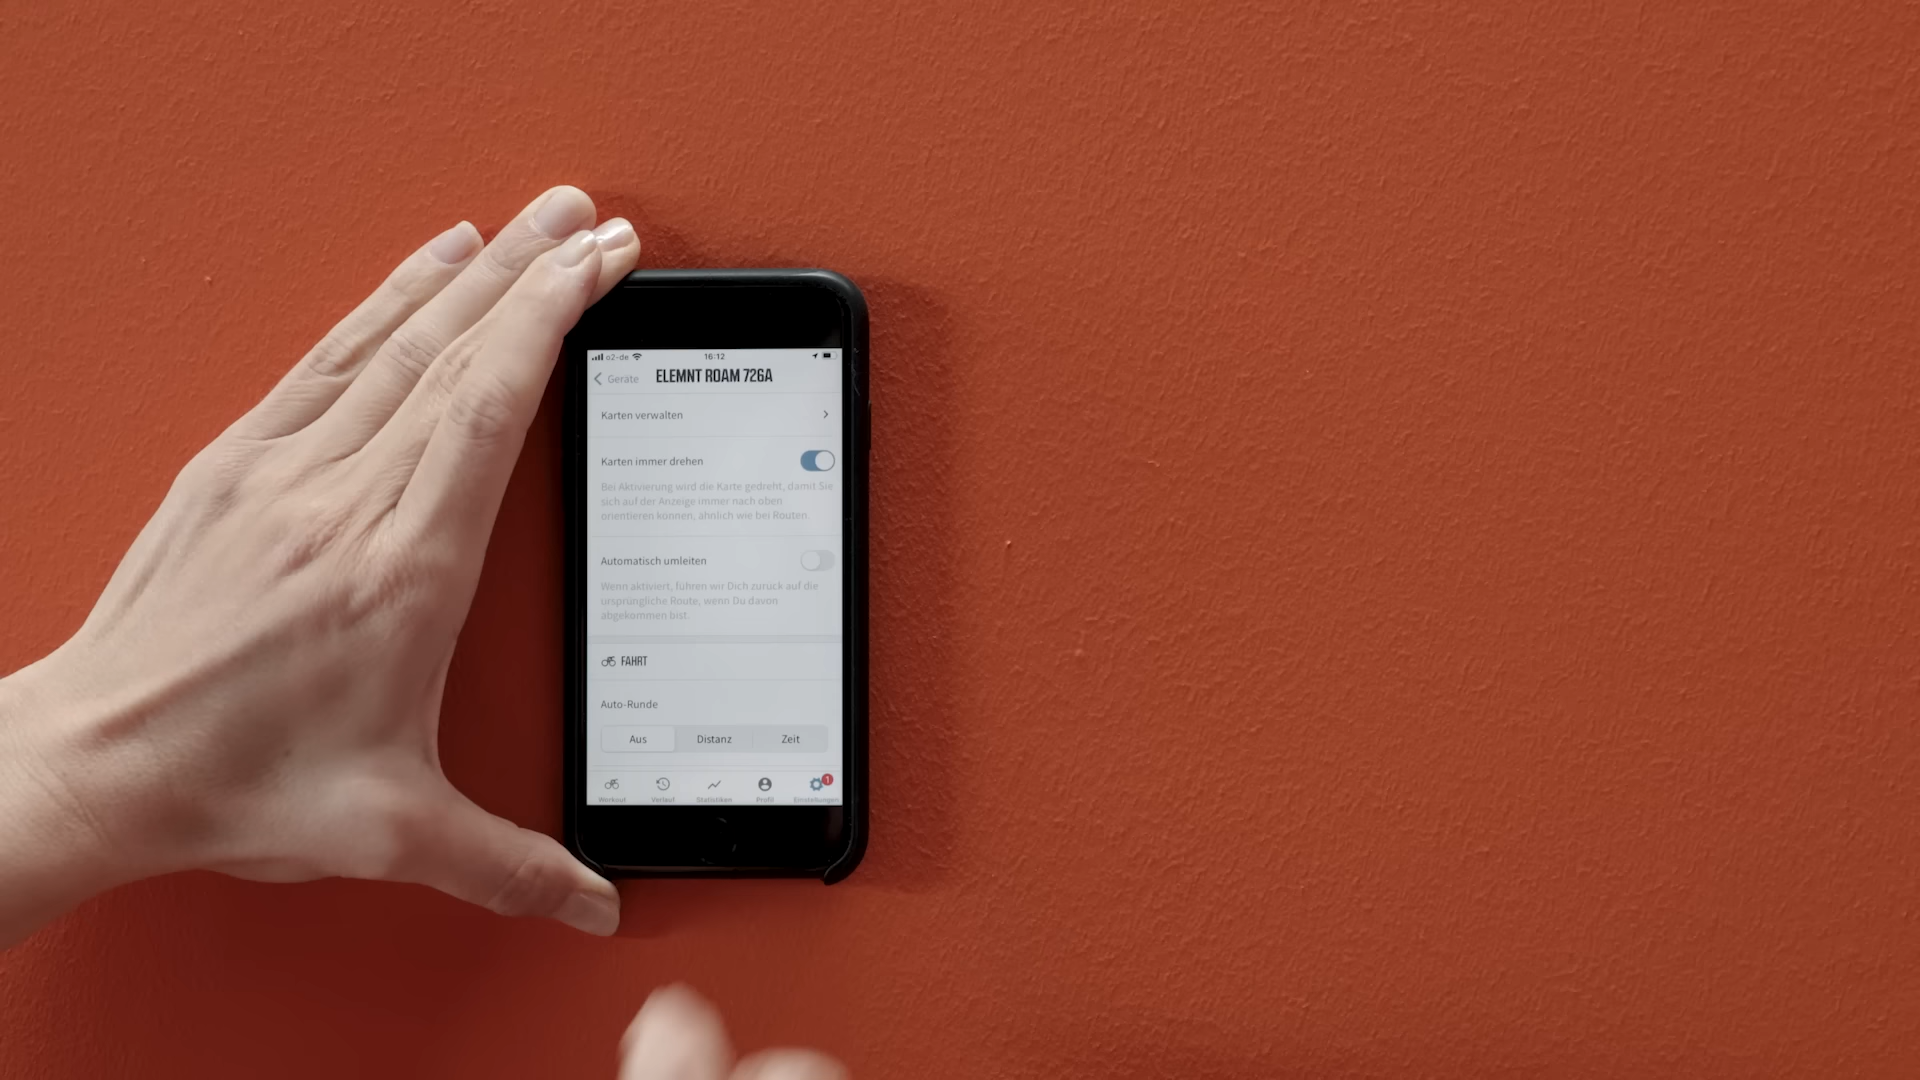 o2-de 16:12
Geräte ELEMNT ROAM 726A
Karten verwalten
Karten immer drehen
Bei Aktivierung wird die Karte gedreht, damit Sie
sich auf der Anzeige immer nach oben
orientieren können, ähnlich wie bei Routen.
Automatisch umleiten
Wenn aktiviert, führen wir Dich zurück auf die
ursprüngliche Route, wenn Du davon
abgekommen bist.
FAHRT
Auto-Runde
Aus Distanz Zeit
1
Workout Verlauf Statistiken Profil Einstellungen